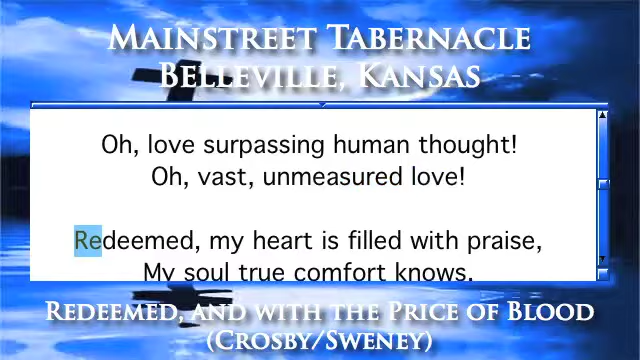 Mainstreet Tabernacle
Belleville, Kansas
Oh, love surpassing human thought!
Oh, vast, unmeasured love!
Redeemed, my heart is filled with praise,
My soul true comfort knows.
Redeemed, and with the Price of Blood
(Crosby/Sweney)